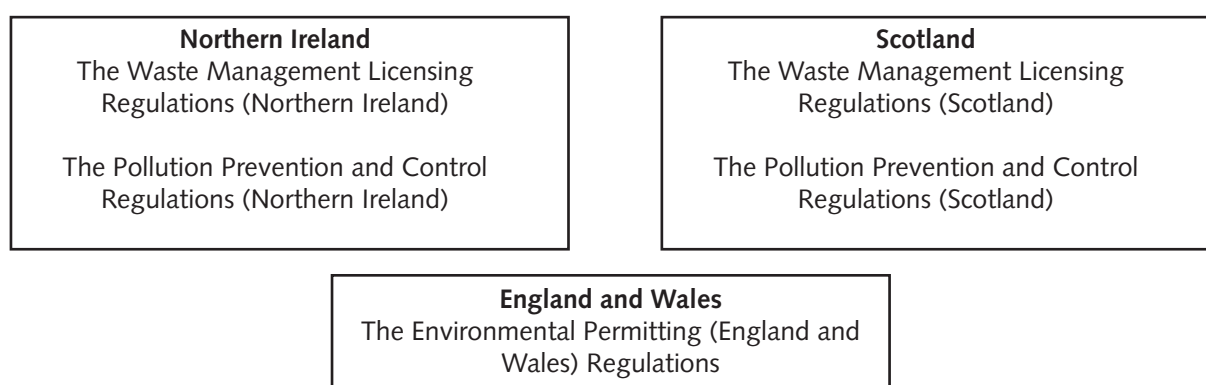 Northern Ireland
The Waste Management Licensing
Regulations (Northern Ireland)
The Pollution Prevention and Control
Regulations (Northern Ireland)
Scotland
The Waste Management Licensing
Regulations (Scotland)
The Pollution Prevention and Control
Regulations (Scotland)
England and Wales
The Environmental Permitting (England and
Wales) Regulations